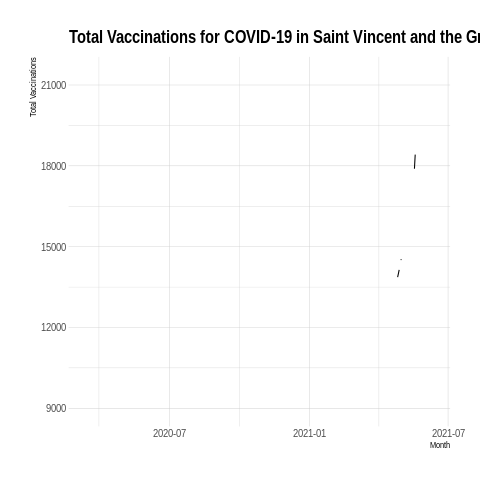 Total Vaccinations for COVID-19 in Saint Vincent and the Gr
Total Vaccinations
21000
18000
15000
12000
9000
2020-07
2021-01
2021-07
Month